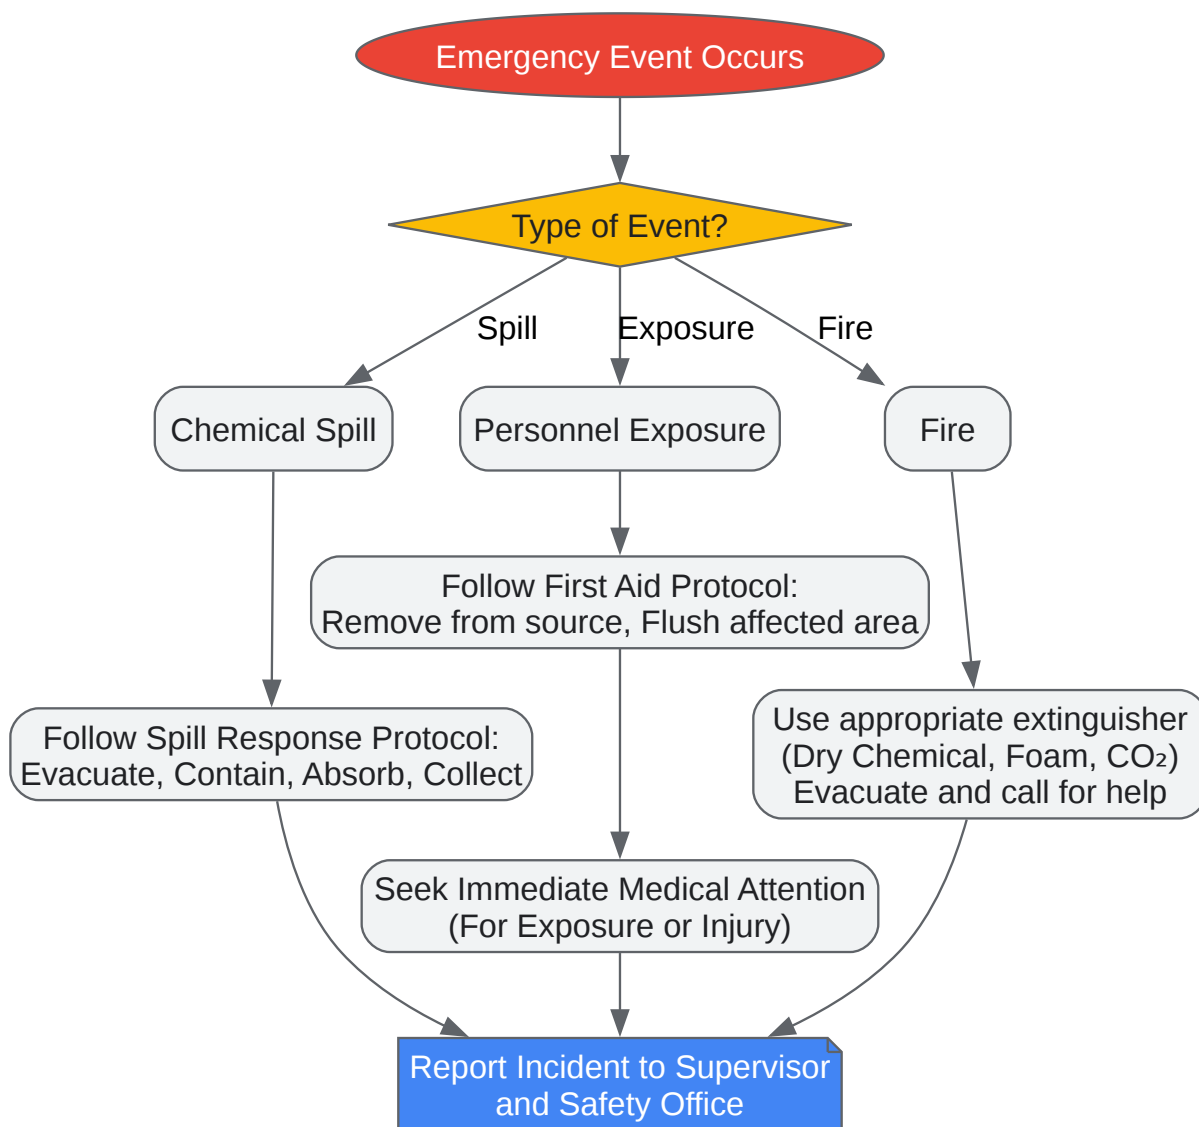 Emergency Event Occurs
Type of Event?
Spill
Exposure
Fire
Chemical Spill
Personnel Exposure
Fire
Follow First Aid Protocol:
Remove from source, Flush affected area
Follow Spill Response Protocol:
Evacuate, Contain, Absorb, Collect
Use appropriate extinguisher
(Dry Chemical, Foam, CO₂)
Evacuate and call for help
Seek Immediate Medical Attention
(For Exposure or Injury)
Report Incident to Supervisor
and Safety Office